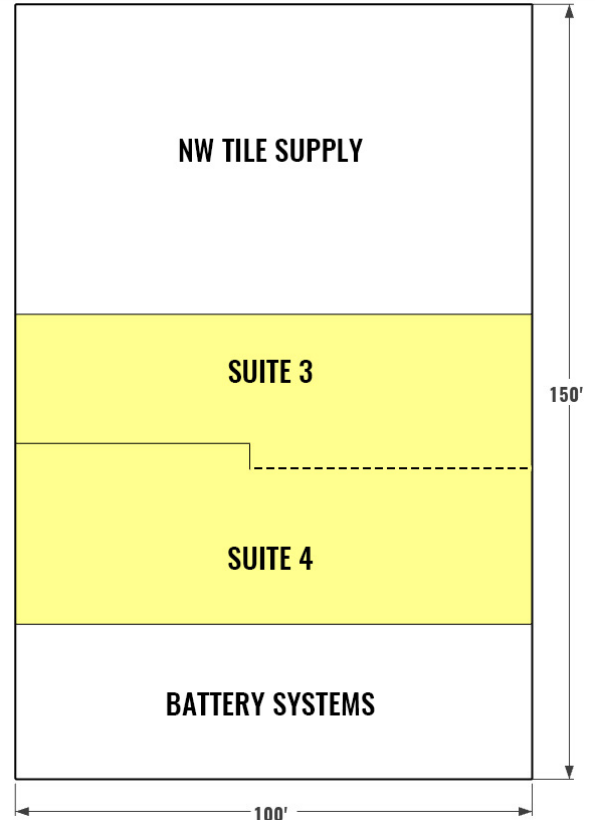 NW TILE SUPPLY
SUITE 3
150'
SUITE 4
BATTERY SYSTEMS
100'